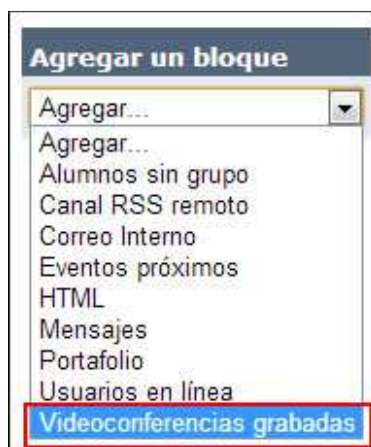 Agregar un bloque
Agregar...
Agregar...
Alumnos sin grupo
Canal RSS remoto
Correo Interno
Eventos próximos
HTML
Mensajes
Portafolio
Usuarios en línea
Videoconferencias grabadas